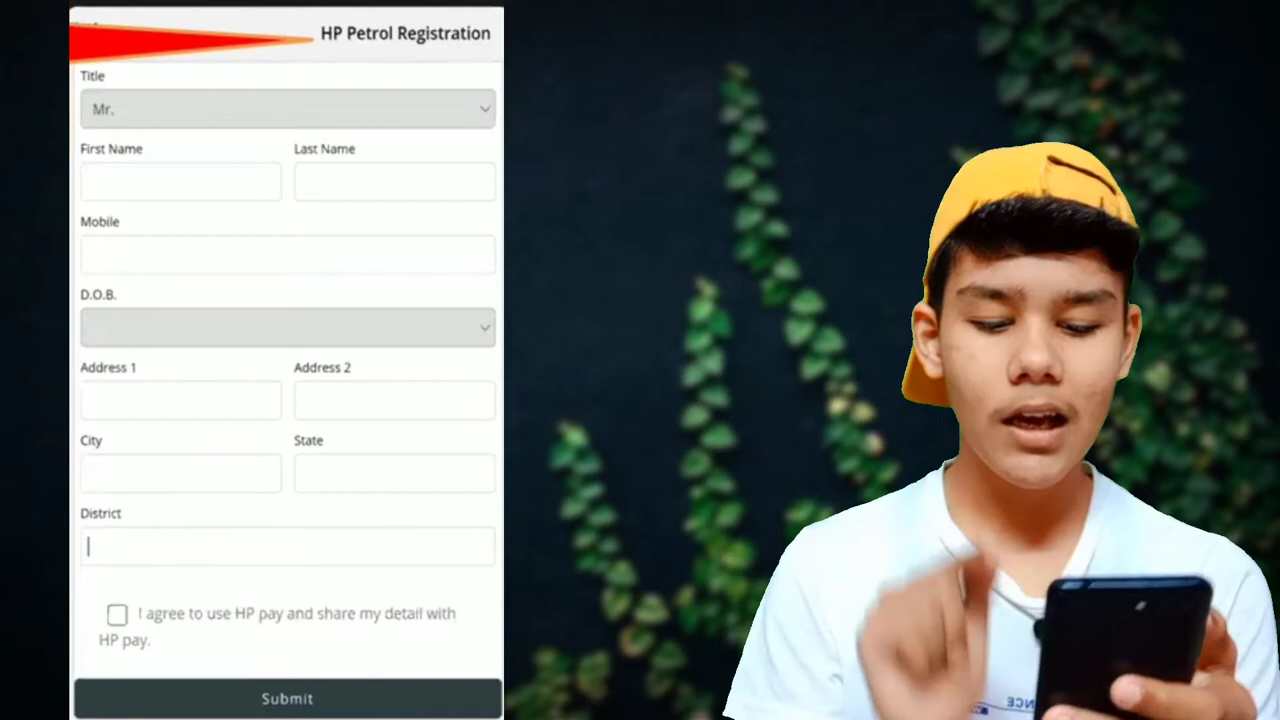 HP Petrol Registration
Title
Mr.
First Name Last Name
Mobile
D.O.B.
Address 1 Address 2
City State
District
I agree to use HP pay and share my detail with
HP pay.
Submit